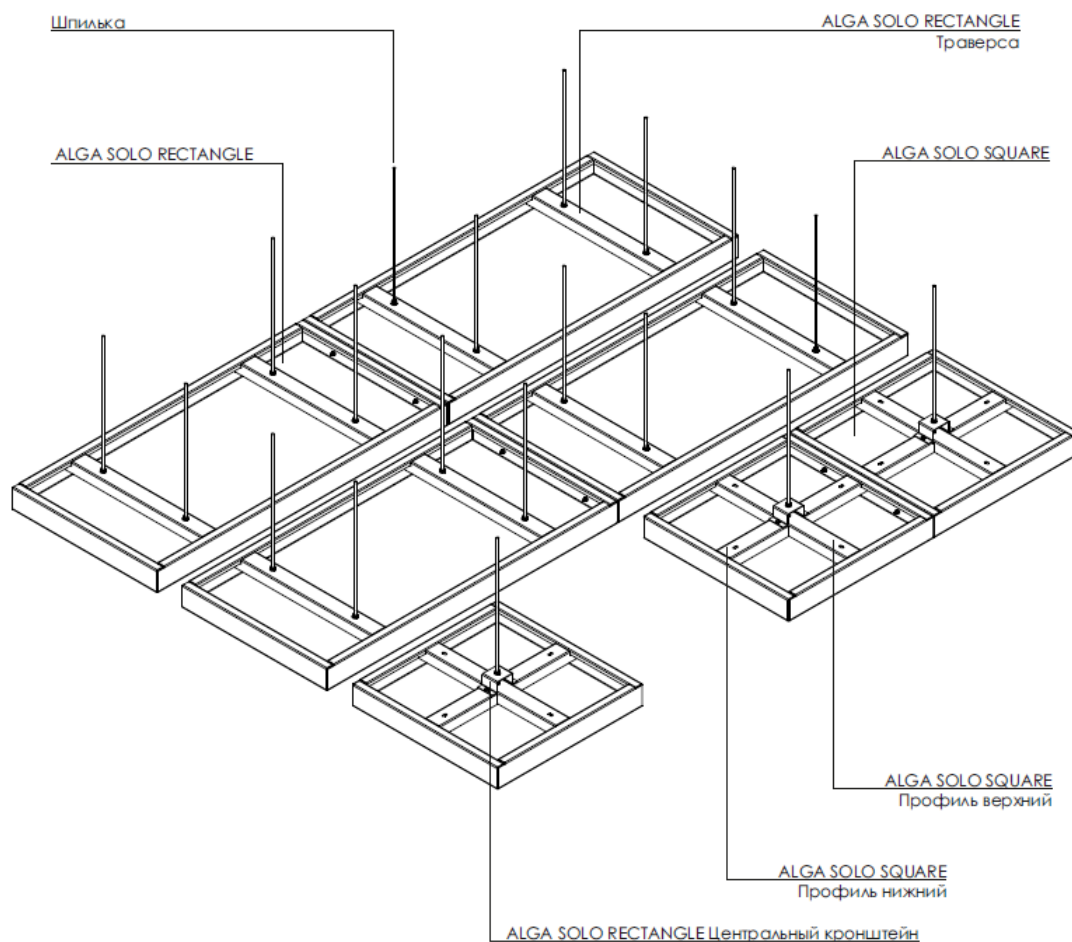 Шпилька
ALGA SOLO RECTANGLE
Траверса
ALGA SOLO RECTANGLE
ALGA SOLO SQUARE
ALGA SOLO SQUARE
Профиль верхний
ALGA SOLO SQUARE
Профиль нижний
ALGA SOLO RECTANGLE Центральный кронштейн